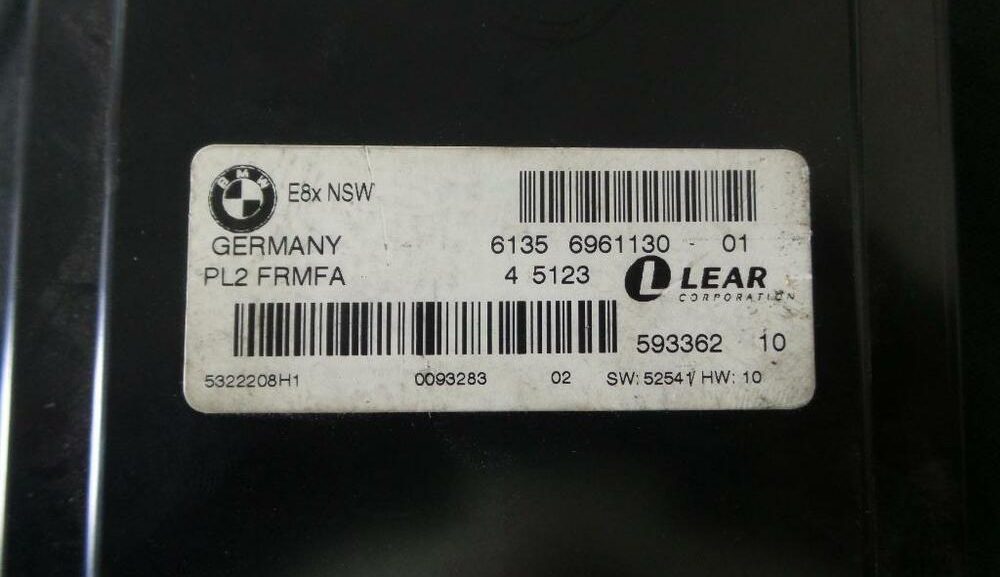 BMW
E8x NSW
GERMANY 6135 6961130 - 01
PL2 FRMFA 4 5123 LEAR
CORPORATION
593362 10
5322208H1 0093283 02 SW: 52541/ HW: 10